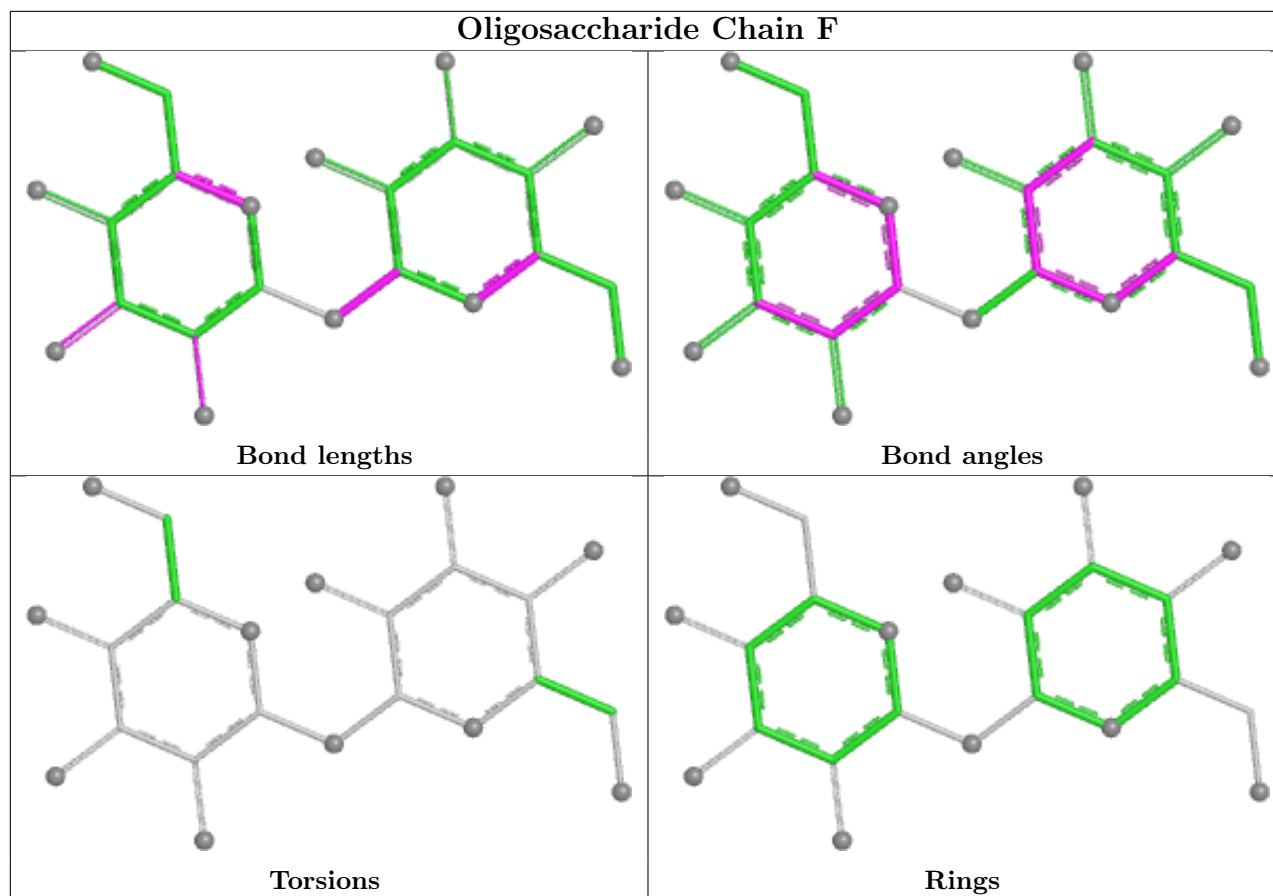 Oligosaccharide Chain F
Bond lengths
Bond angles
Torsions
Rings